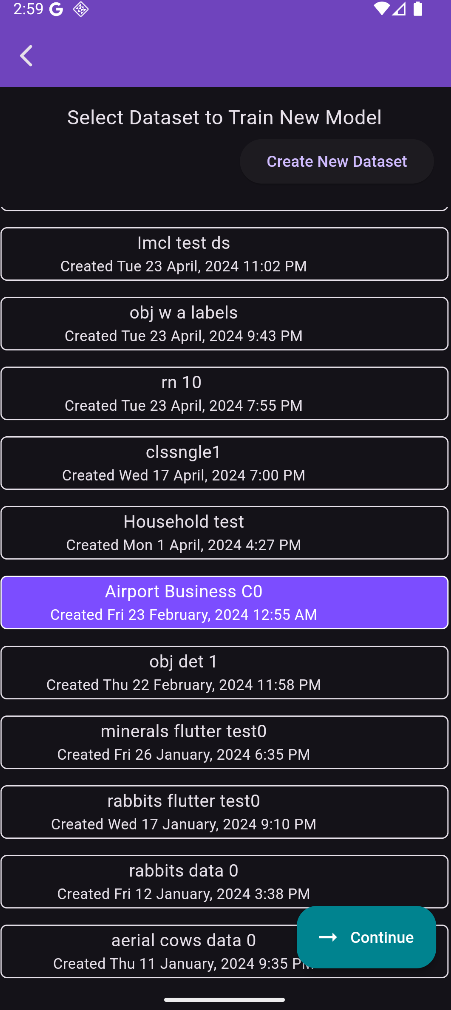 2:59
Select Dataset to Train New Model
Create New Dataset
Imcl test ds
Created Tue 23 April, 2024 11:02 PM
obj w a labels
Created Tue 23 April, 2024 9:43 PM
rn 10
Created Tue 23 April, 2024 7:55 PM
clssngle1
Created Wed 17 April, 2024 7:00 PM
Household test
Created Mon 1 April, 2024 4:27 PM
Airport Business C0
Created Fri 23 February, 2024 12:55 AM
obj det 1
Created Thu 22 February, 2024 11:58 PM
minerals flutter test0
Created Fri 26 January, 2024 6:35 PM
rabbits flutter test0
Created Wed 17 January, 2024 9:10 PM
rabbits data 0
Created Fri 12 January, 2024 3:38 PM
aerial cows data 0
Created Thu 11 January, 2024 9:35 PM
Continue